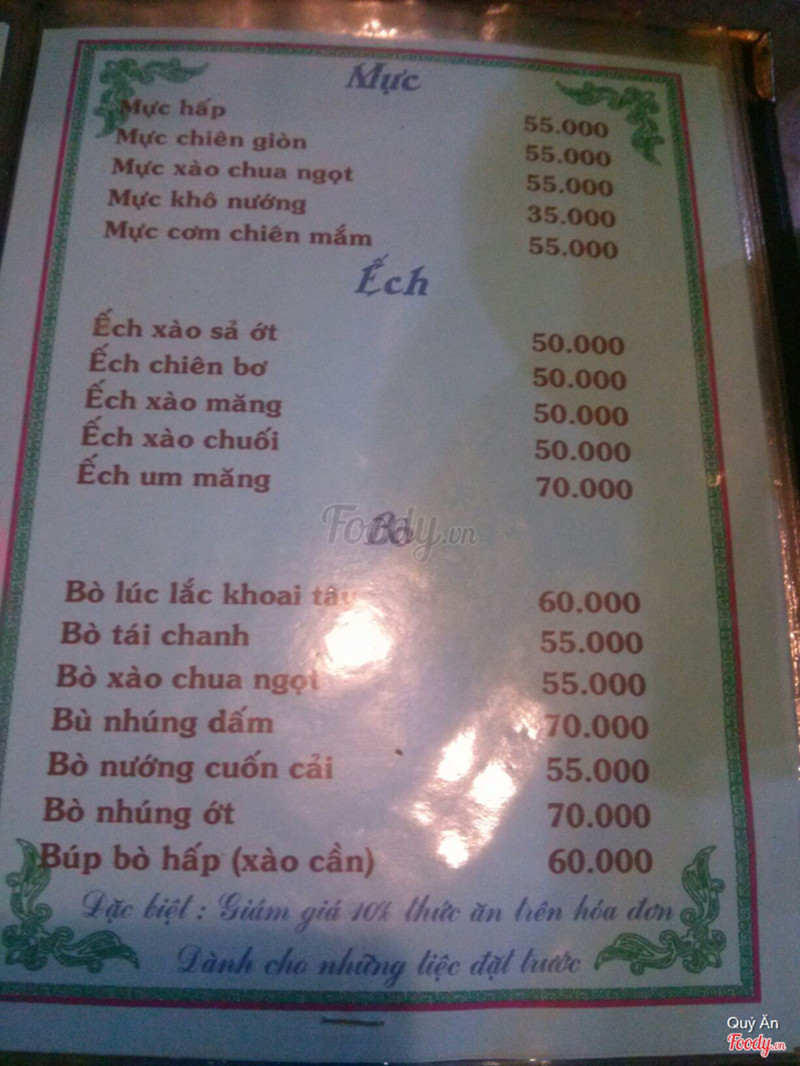 Mực
Mực hấp 55.000
Mực chiên giòn 55.000
Mực xào chua ngọt 55.000
Mực khô nướng 35.000
Mực cơm chiên mắm 55.000
Ếch
Ếch xào sả ớt 50.000
Ếch chiên bơ 50.000
Ếch xào măng 50.000
Ếch xào chuối 50.000
Ếch um măng 70.000
Bò
Foody.vn
Bò lúc lắc khoai tây 60.000
Bò tái chanh 55.000
Bò xào chua ngọt 55.000
Bù nhúng dấm 70.000
Bò nướng cuốn cải 55.000
Bò nhúng ớt 70.000
Búp bò hấp (xào cần) 60.000
Đặc biệt : Giảm giá 10% thức ăn trên hóa đơn
Dành cho những tiệc đặt trước
Quỷ Ăn
Foody.vn